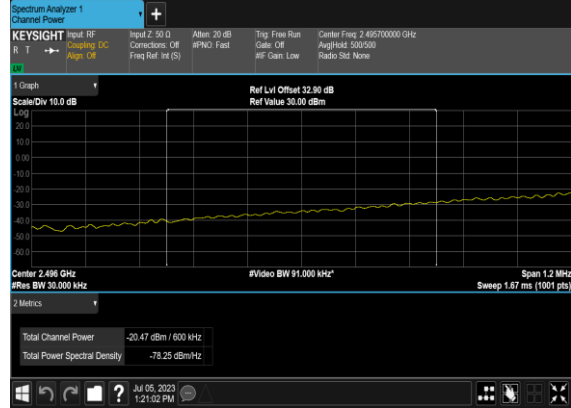 Spectrum Analyzer 1
Channel Power
+
KEYSIGHT Input: RF Input Z: 50 Ω Atten: 20 dB Trig: Free Run Center Freq: 2.495700000 GHz
R T Coupling: DC Corrections: Off #PNO: Fast Gate: Off Avg|Hold: 500/500
Align: Off Freq Ref: Int (S) #IF Gain: Low Radio Std: None
1 Graph Ref Lvl Offset 32.90 dB
Scale/Div 10.0 dB Ref Value 30.00 dBm
Log
20.0
10.0
0.00
-10.0
-20.0
-30.0
-40.0
-50.0
-60.0
Center 2.496 GHz #Video BW 91.000 kHz* Span 1.2 MHz
#Res BW 30.000 kHz Sweep 1.67 ms (1001 pts)
2 Metrics
Total Channel Power -20.47 dBm / 600 kHz
Total Power Spectral Density -78.25 dBm/Hz
? Jul 05, 2023
1:21:02 PM